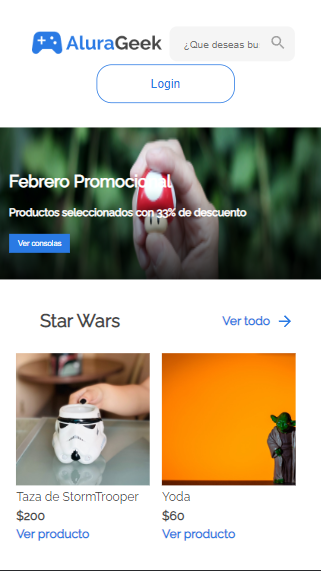 AluraGeek
¿Que deseas bu
Login
Febrero Promocional
Productos seleccionados con 33% de descuento
Ver consolas
Star Wars
Ver todo
Taza de StormTrooper
$200
Ver producto
Yoda
$60
Ver producto